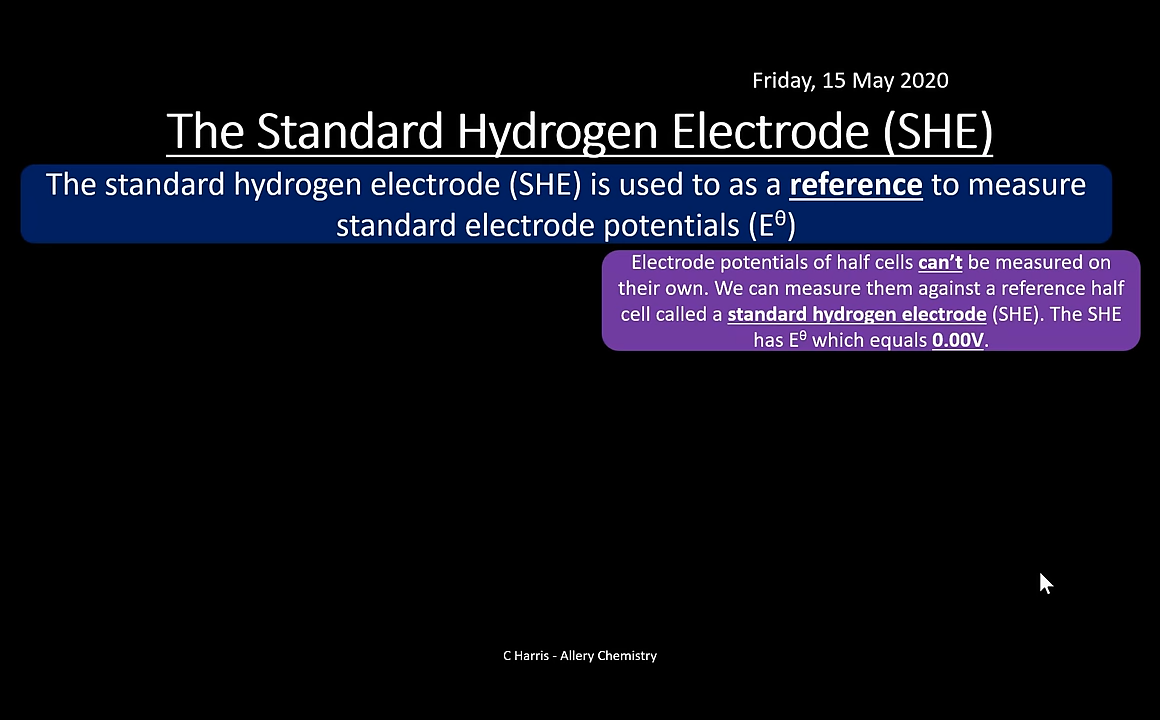 Friday, 15 May 2020
The Standard Hydrogen Electrode (SHE)
The standard hydrogen electrode (SHE) is used to as a reference to measure
standard electrode potentials (E^θ)
Electrode potentials of half cells can’t be measured on
their own. We can measure them against a reference half
cell called a standard hydrogen electrode (SHE). The SHE
has E^θ which equals 0.00V.
C Harris - Allery Chemistry